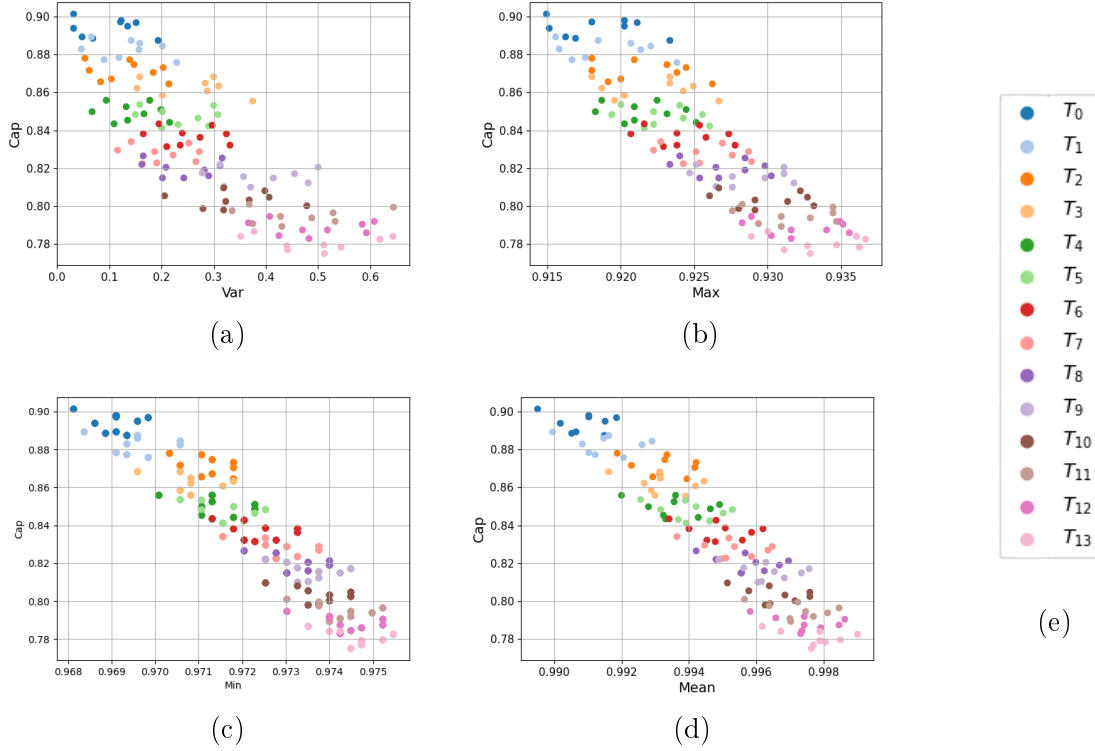 0.90
0.88
0.86
0.84
0.82
0.80
0.78
Cap
0.0 0.1 0.2 0.3 0.4 0.5 0.6
Var
(a)
0.90
0.88
0.86
0.84
0.82
0.80
0.78
Cap
0.915 0.920 0.925 0.930 0.935
Max
(b)
0.90
0.88
0.86
0.84
0.82
0.80
0.78
Cap
0.968 0.969 0.970 0.971 0.972 0.973 0.974 0.975
Min
(c)
0.90
0.88
0.86
0.84
0.82
0.80
0.78
Cap
0.990 0.992 0.994 0.996 0.998
Mean
(d)
T0
T1
T2
T3
T4
T5
T6
T7
T8
T9
T10
T11
T12
T13
(e)